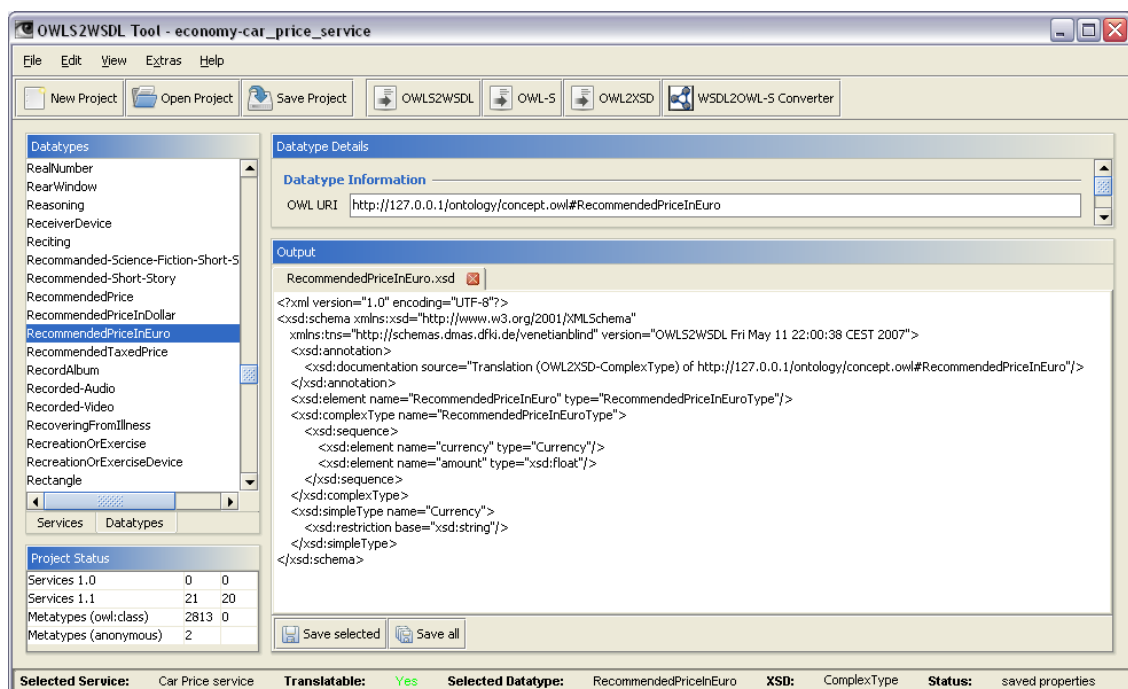 OWLS2WSDL Tool - economy-car_price_service
File Edit View Extras Help
New Project Open Project Save Project OWLS2WSDL OWL-S OWL2XSD WSDL2OWL-S Converter
Datatypes
RealNumber
RearWindow
Reasoning
ReceiverDevice
Reciting
Recommanded-Science-Fiction-Short-S
Recommended-Short-Story
RecommendedPrice
RecommendedPriceInDollar
RecommendedPriceInEuro
RecommendedTaxedPrice
RecordAlbum
Recorded-Audio
Recorded-Video
RecoveringFromIllness
RecreationOrExercise
RecreationOrExerciseDevice
Rectangle
Services Datatypes
Project Status
Services 1.0 0 0
Services 1.1 21 20
Metatypes (owl:class) 2813 0
Metatypes (anonymous) 2
Datatype Details
Datatype Information
OWL URI http://127.0.0.1/ontology/concept.owl#RecommendedPriceInEuro
Output
RecommendedPriceInEuro.xsd
<?xml version="1.0" encoding="UTF-8"?>
<xsd:schema xmlns:xsd="http://www.w3.org/2001/XMLSchema"
xmlns:tns="http://schemas.dmas.dfki.de/venetianblind" version="OWLS2WSDL Fri May 11 22:00:38 CEST 2007">
<xsd:annotation>
<xsd:documentation source="Translation (OWL2XSD-ComplexType) of http://127.0.0.1/ontology/concept.owl#RecommendedPriceInEuro"/>
</xsd:annotation>
<xsd:element name="RecommendedPriceInEuro" type="RecommendedPriceInEuroType"/>
<xsd:complexType name="RecommendedPriceInEuroType">
<xsd:sequence>
<xsd:element name="currency" type="Currency"/>
<xsd:element name="amount" type="xsd:float"/>
</xsd:sequence>
</xsd:complexType>
<xsd:simpleType name="Currency">
<xsd:restriction base="xsd:string"/>
</xsd:simpleType>
</xsd:schema>
Save selected Save all
Selected Service: Car Price service Translatable: Yes Selected Datatype: RecommendedPriceInEuro XSD: ComplexType Status: saved properties